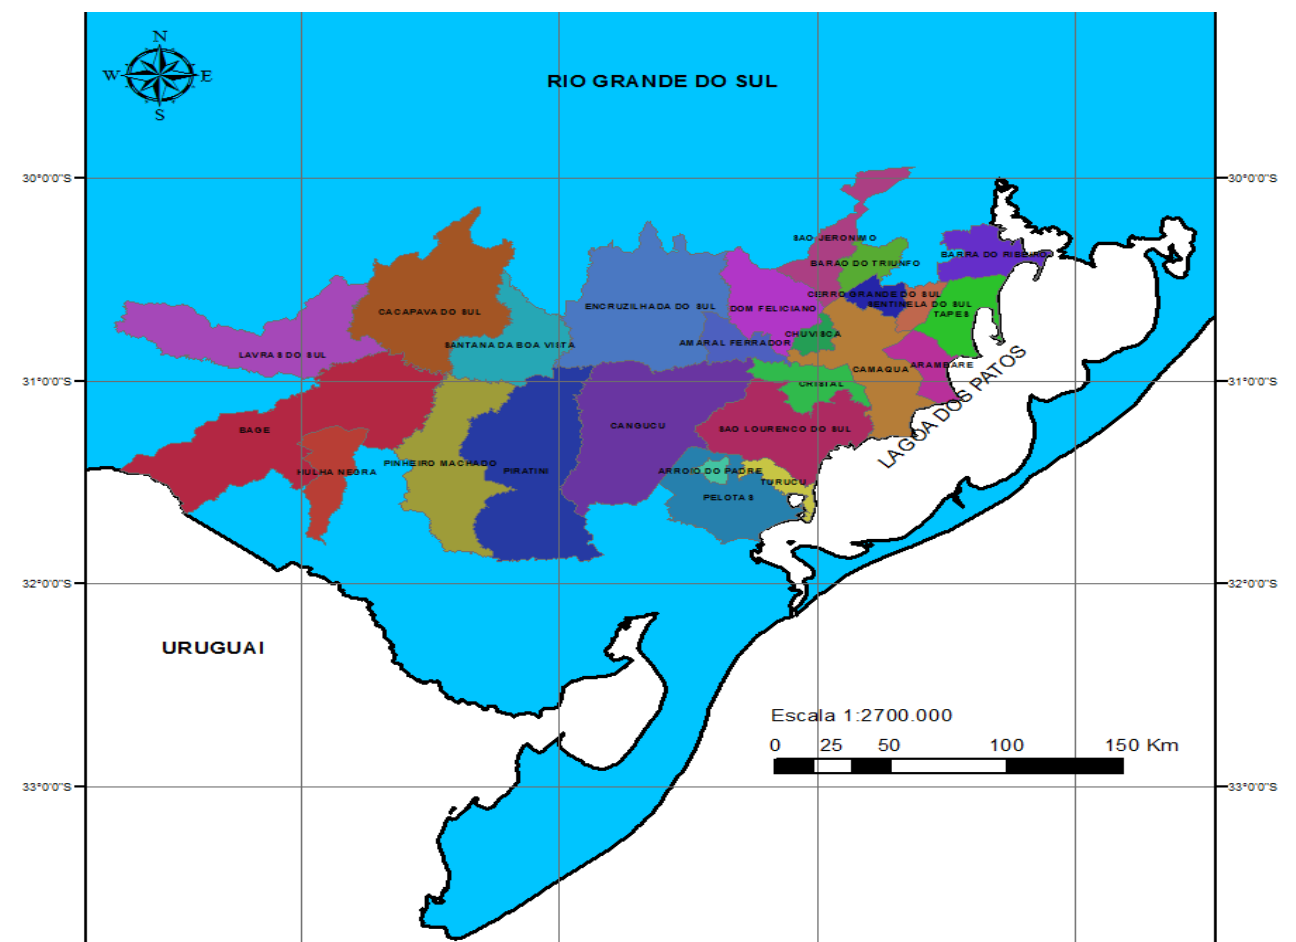 N
W E
S
RIO GRANDE DO SUL
30°0'0"S
30°0'0"S
SAO JERONIMO
BARAO DO TRIUNFO
BARRA DO RIBEIRO
CERRO GRANDE DO SUL
SENTINELA DO SUL
TAPES
ENCRUZILHADA DO SUL
DOM FELICIANO
CACAPAVA DO SUL
CHUVISCA
AMARAL FERRADOR
SANTANA DA BOA VISTA
LAVRAS DO SUL
ARAMBARE
CAMAQUA
31°0'0"S
31°0'0"S
CRISTAL
LAGOA DOS PATOS
CANGUCU
SAO LOURENCO DO SUL
BAGE
HULHA NEGRA
PINHEIRO MACHADO
PIRATINI
ARROIO DO PADRE
TURUCU
PELOTAS
32°0'0"S
32°0'0"S
URUGUAI
Escala 1:2700.000
0 25 50 100 150 Km
33°0'0"S
33°0'0"S